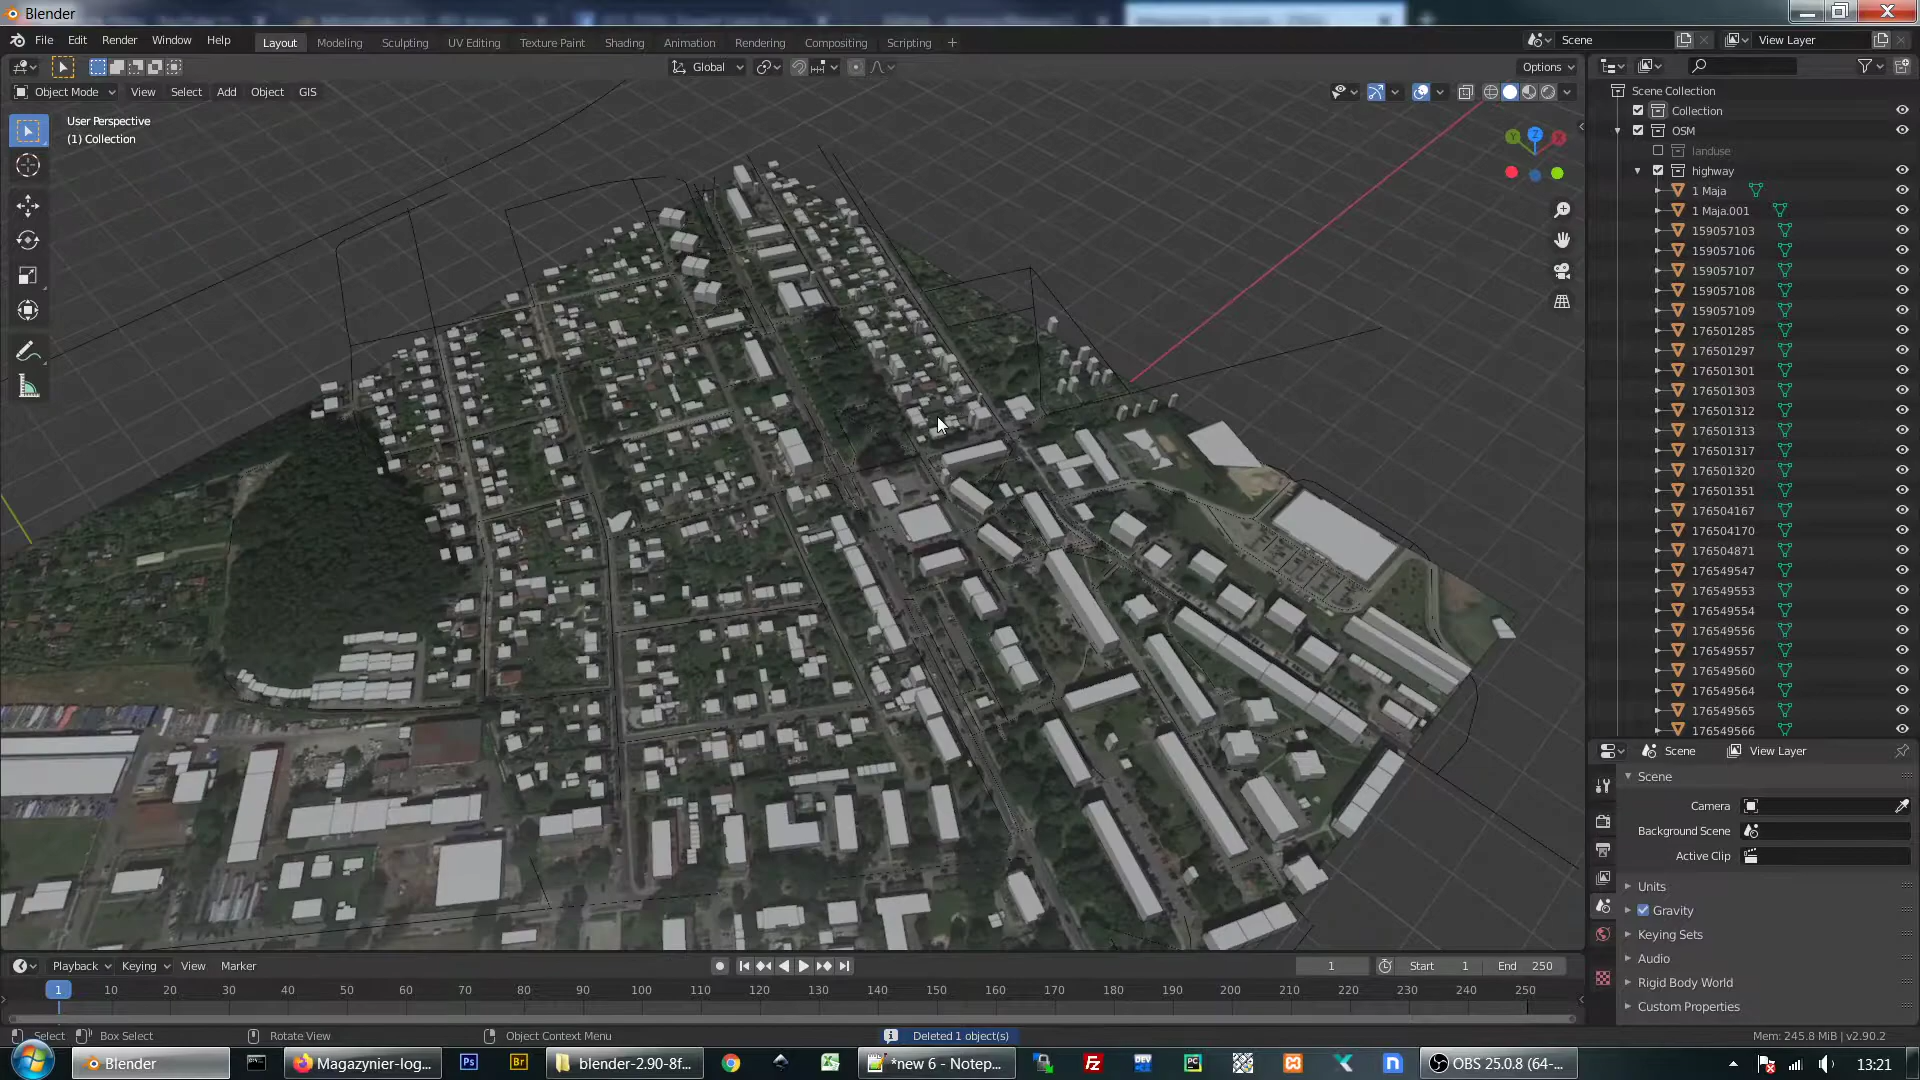 Blender
File Edit Render Window Help
Layout Modeling Sculpting UV Editing Texture Paint Shading Animation Rendering Compositing Scripting
Scene View Layer
Global Options
Object Mode View Select Add Object GIS
User Perspective
(1) Collection
Z
Y
X
Scene Collection
Collection
OSM
landuse
highway
1 Maja
1 Maja.001
159057103
159057106
159057107
159057108
159057109
176501285
176501297
176501301
176501303
176501312
176501313
176501317
176501320
176501351
176504167
176504170
176504871
176549547
176549553
176549554
176549556
176549557
176549560
176549564
176549565
176549566
Scene View Layer
Scene
Camera
Background Scene
Active Clip
Units
Gravity
Keying Sets
Audio
Rigid Body World
Custom Properties
Playback Keying View Marker
1 Start 1 End 250
1 10 20 30 40 50 60 70 80 90 100 110 120 130 140 150 160 170 180 190 200 210 220 230 240 250
Select Box Select Rotate View Object Context Menu Deleted 1 object(s) Mem: 245.8 MiB | v2.90.2
Blender Magazynier-log... Ps Br blender-2.90-8f... *new 6 - Notep... Fz DEV PC n OBS 25.0.8 (64-... 13:21